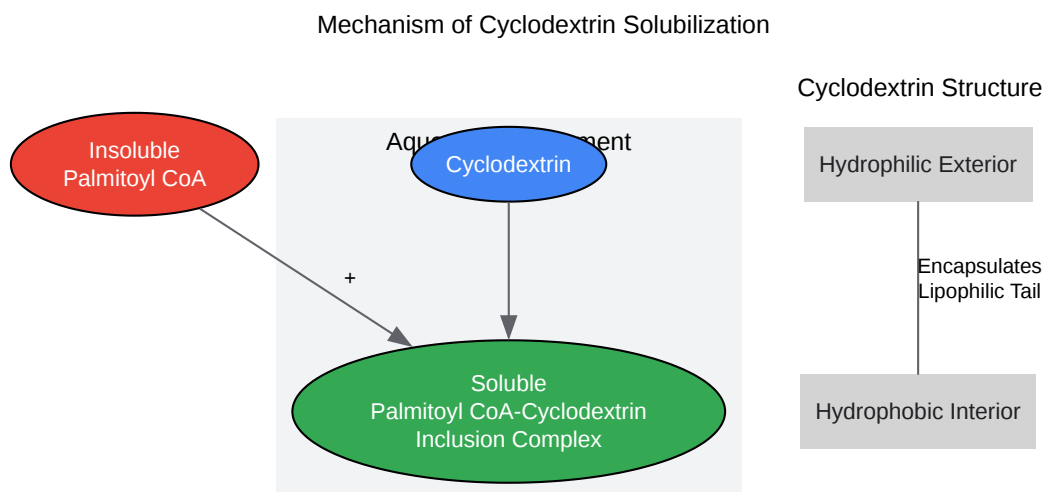 Mechanism of Cyclodextrin Solubilization
Cyclodextrin Structure
Insoluble
Palmitoyl CoA
Cyclodextrin
Hydrophilic Exterior
+
Encapsulates
Lipophilic Tail
Soluble
Palmitoyl CoA-Cyclodextrin
Inclusion Complex
Hydrophobic Interior